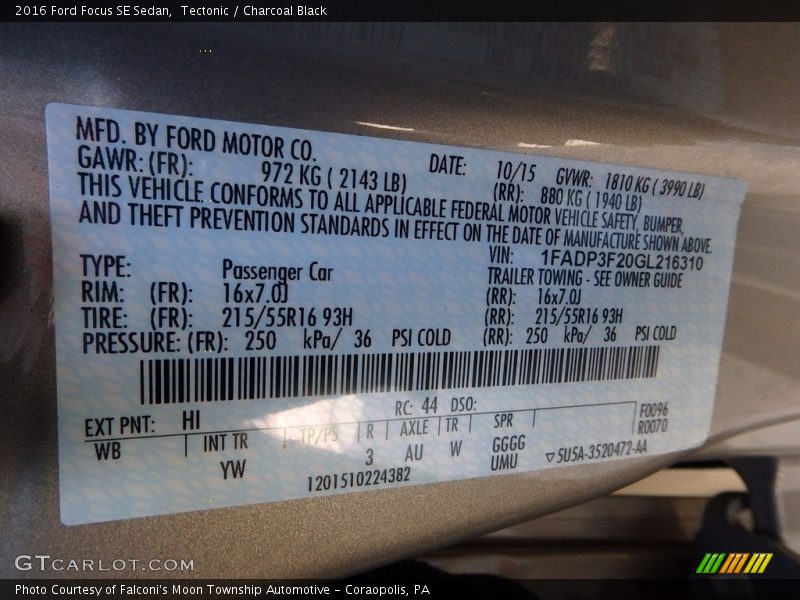 2016 Ford Focus SE Sedan, Tectonic / Charcoal Black
MFD. BY FORD MOTOR CO.
DATE: 10/15 GVWR: 1810 KG ( 3990 LB)
GAWR: (FR): 972 KG ( 2143 LB) (RR): 880 KG ( 1940 LB)
THIS VEHICLE CONFORMS TO ALL APPLICABLE FEDERAL MOTOR VEHICLE SAFETY, BUMPER,
AND THEFT PREVENTION STANDARDS IN EFFECT ON THE DATE OF MANUFACTURE SHOWN ABOVE.
VIN: 1FADP3F20GL216310
TYPE: Passenger Car TRAILER TOWING - SEE OWNER GUIDE
RIM: (FR): 16x7.0J (RR): 16x7.0J
TIRE: (FR): 215/55R16 93H (RR): 215/55R16 93H
PRESSURE: (FR): 250 kPa/ 36 PSI COLD (RR): 250 kPa/ 36 PSI COLD
EXT PNT: HI RC: 44 DSO: F0096
R0070
WB INT TR TP/PS R AXLE TR SPR
YW 3 AU W GGGG
UMU
1201510224382 ▽5U5A-3520472-AA
GTCARLOT.COM
Photo Courtesy of Falconi's Moon Township Automotive – Coraopolis, PA